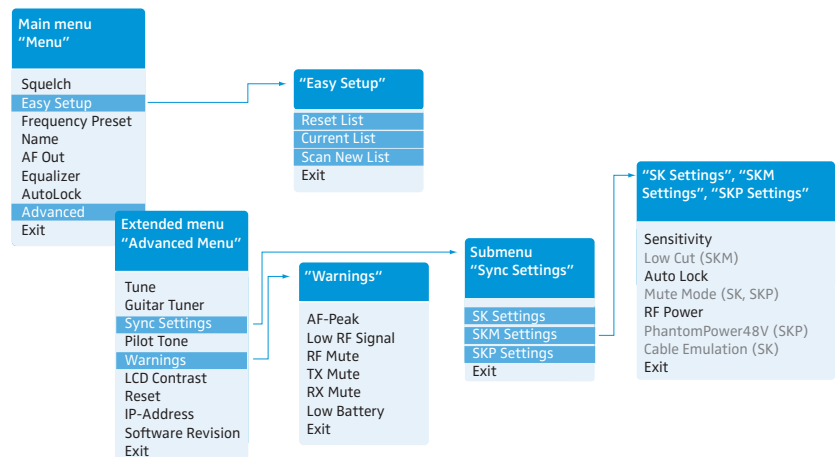 Main menu
“Menu”
Squelch
Easy Setup
Frequency Preset
Name
AF Out
Equalizer
AutoLock
Advanced
Exit
“Easy Setup”
Reset List
Current List
Scan New List
Exit
Extended menu
“Advanced Menu”
Tune
Guitar Tuner
Sync Settings
Pilot Tone
Warnings
LCD Contrast
Reset
IP-Address
Software Revision
Exit
”Warnings“
AF-Peak
Low RF Signal
RF Mute
TX Mute
RX Mute
Low Battery
Exit
Submenu
“Sync Settings”
SK Settings
SKM Settings
SKP Settings
Exit
“SK Settings”, “SKM
Settings”, “SKP Settings”
Sensitivity
Low Cut (SKM)
Auto Lock
Mute Mode (SK, SKP)
RF Power
PhantomPower48V (SKP)
Cable Emulation (SK)
Exit